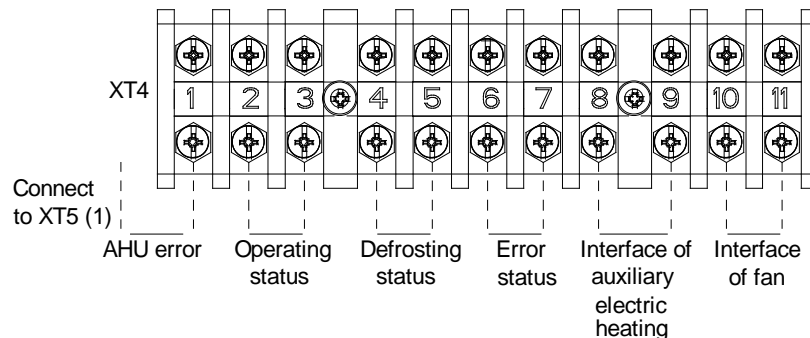 XT4
1 2 3 4 5 6 7 8 9 10 11
Connect
to XT5 (1)
AHU error
Operating
status
Defrosting
status
Error
status
Interface of
auxiliary
electric
heating
Interface
of fan